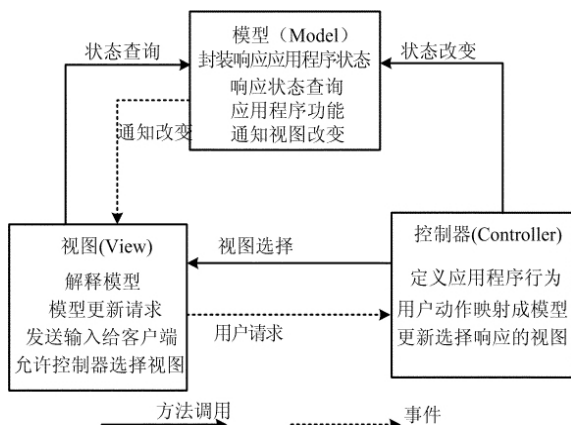 模型（Model）
封装响应应用程序状态
响应状态查询
应用程序功能
通知视图改变
状态查询
状态改变
通知改变
视图(View)
解释模型
模型更新请求
发送输入给客户端
允许控制器选择视图
视图选择
用户请求
控制器(Controller)
定义应用程序行为
用户动作映射成模型
更新选择响应的视图
方法调用
事件